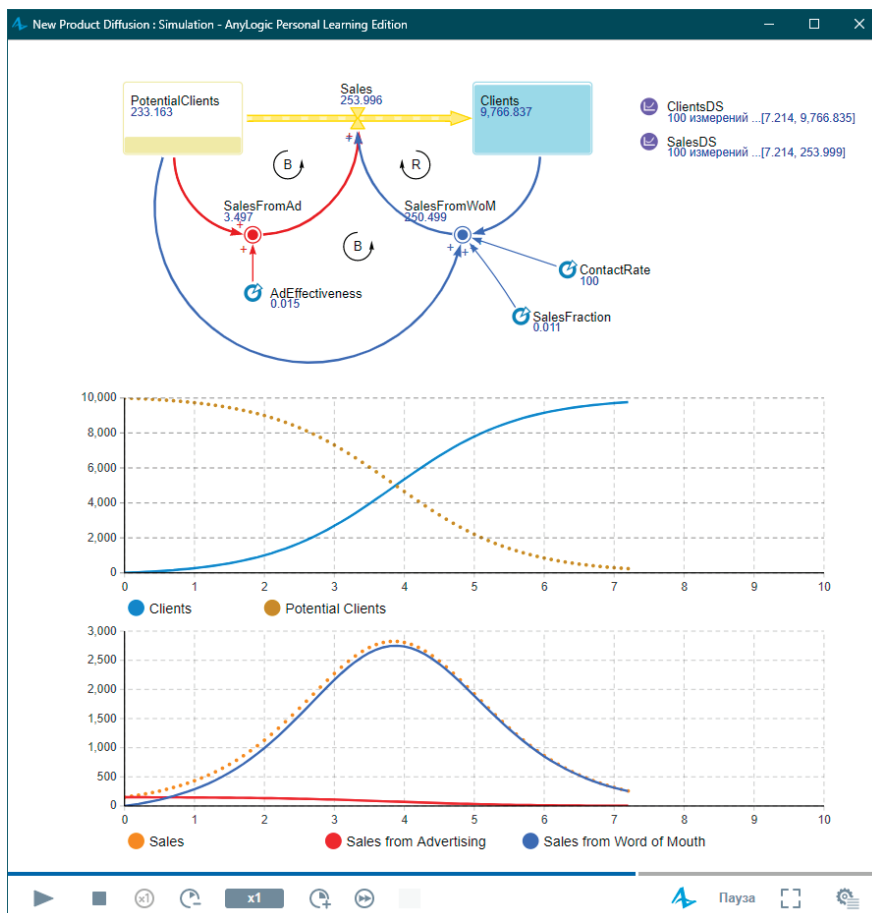 New Product Diffusion : Simulation - AnyLogic Personal Learning Edition
PotentialClients
233.163
Sales
253.996
Clients
9,766.837
ClientsDS
100 измерений ...[7.214, 9,766.835]
SalesDS
100 измерений ...[7.214, 253.999]
+
+
B
R
SalesFromAd
3.497
+
+
SalesFromWoM
250.499
+
+
B
ContactRate
100
AdEffectiveness
0.015
SalesFraction
0.011
10,000
8,000
6,000
4,000
2,000
0
0 1 2 3 4 5 6 7 8 9 10
Clients Potential Clients
3,000
2,500
2,000
1,500
1,000
500
0
0 1 2 3 4 5 6 7 8 9 10
Sales Sales from Advertising Sales from Word of Mouth
x1 x1 Пауза